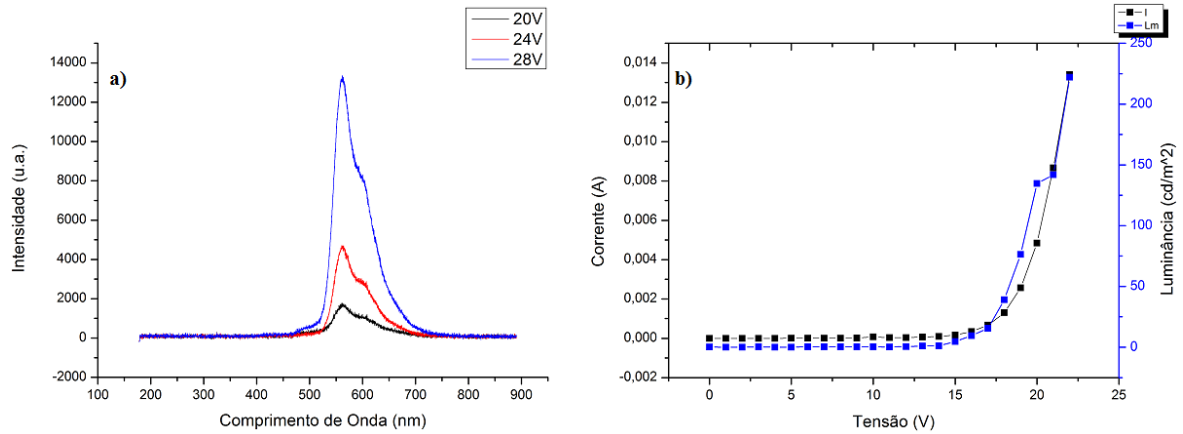 20V
24V
28V
a)
14000
12000
10000
8000
6000
4000
2000
0
-2000
Intensidade (u.a.)
100 200 300 400 500 600 700 800 900
Comprimento de Onda (nm)
I
Lm
b)
0,014
0,012
0,010
0,008
0,006
0,004
0,002
0,000
-0,002
Corrente (A)
0 5 10 15 20 25
Tensão (V)
250
200
150
100
50
0
Luminância (cd/m^2)